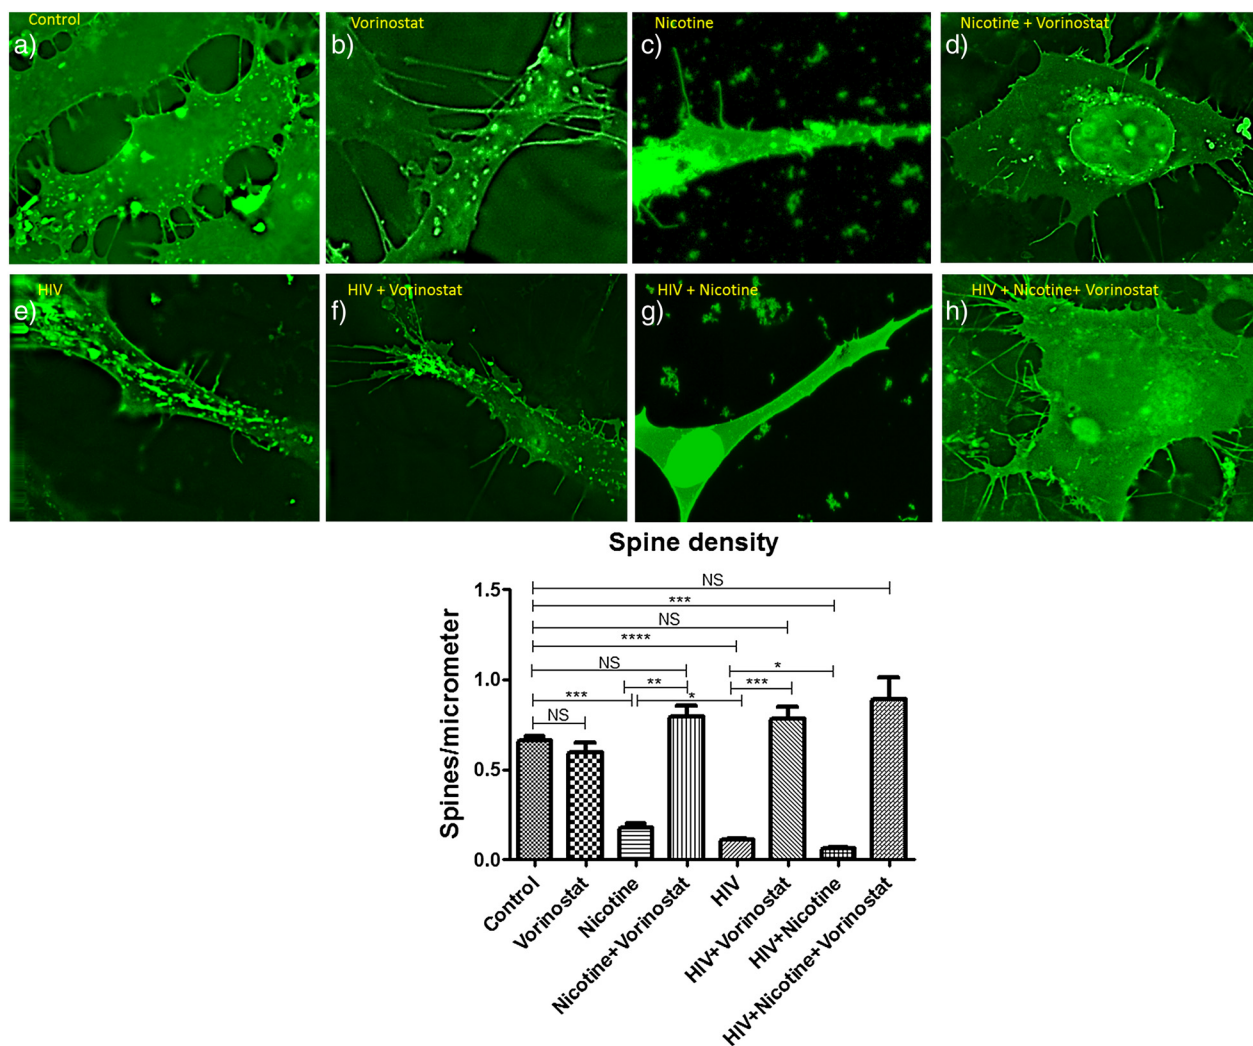 Control
a)
Vorinostat
b)
Nicotine
c)
Nicotine + Vorinostat
d)
HIV
e)
HIV + Vorinostat
f)
HIV + Nicotine
g)
HIV + Nicotine+ Vorinostat
h)
Spine density
Spines/micrometer
1.5
1.0
0.5
0.0
NS
***
NS
****
NS
*
**
***
***
*
NS
Control
Vorinostat
Nicotine
Nicotine+Vorinostat
HIV
HIV+Vorinostat
HIV+Nicotine
HIV+Nicotine+Vorinostat